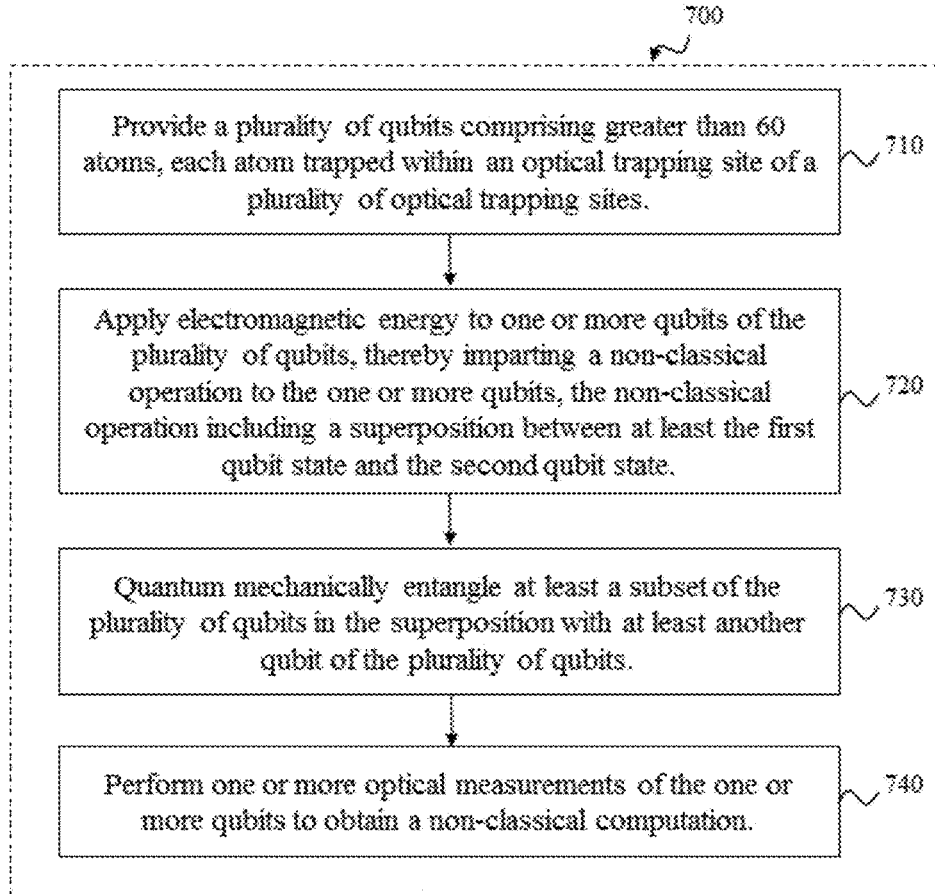 700
Provide a plurality of qubits comprising greater than 60
atoms, each atom trapped within an optical trapping site of a
plurality of optical trapping sites.
710
Apply electromagnetic energy to one or more qubits of the
plurality of qubits, thereby imparting a non-classical
operation to the one or more qubits, the non-classical
operation including a superposition between at least the first
qubit state and the second qubit state.
720
Quantum mechanically entangle at least a subset of the
plurality of qubits in the superposition with at least another
qubit of the plurality of qubits.
730
Perform one or more optical measurements of the one or
more qubits to obtain a non-classical computation.
740